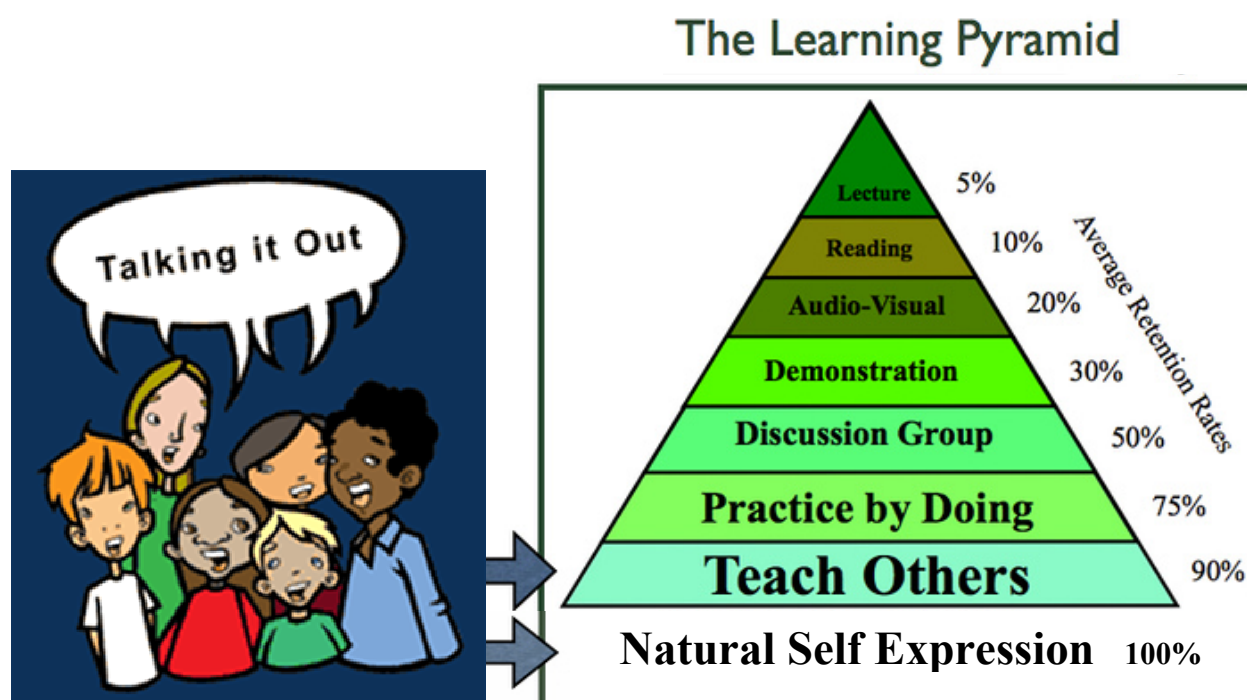 The Learning Pyramid
Talking it Out
Lecture 5%
Reading 10%
Audio-Visual 20%
Demonstration 30%
Discussion Group 50%
Practice by Doing 75%
Teach Others 90%
Average Retention Rates
Natural Self Expression 100%